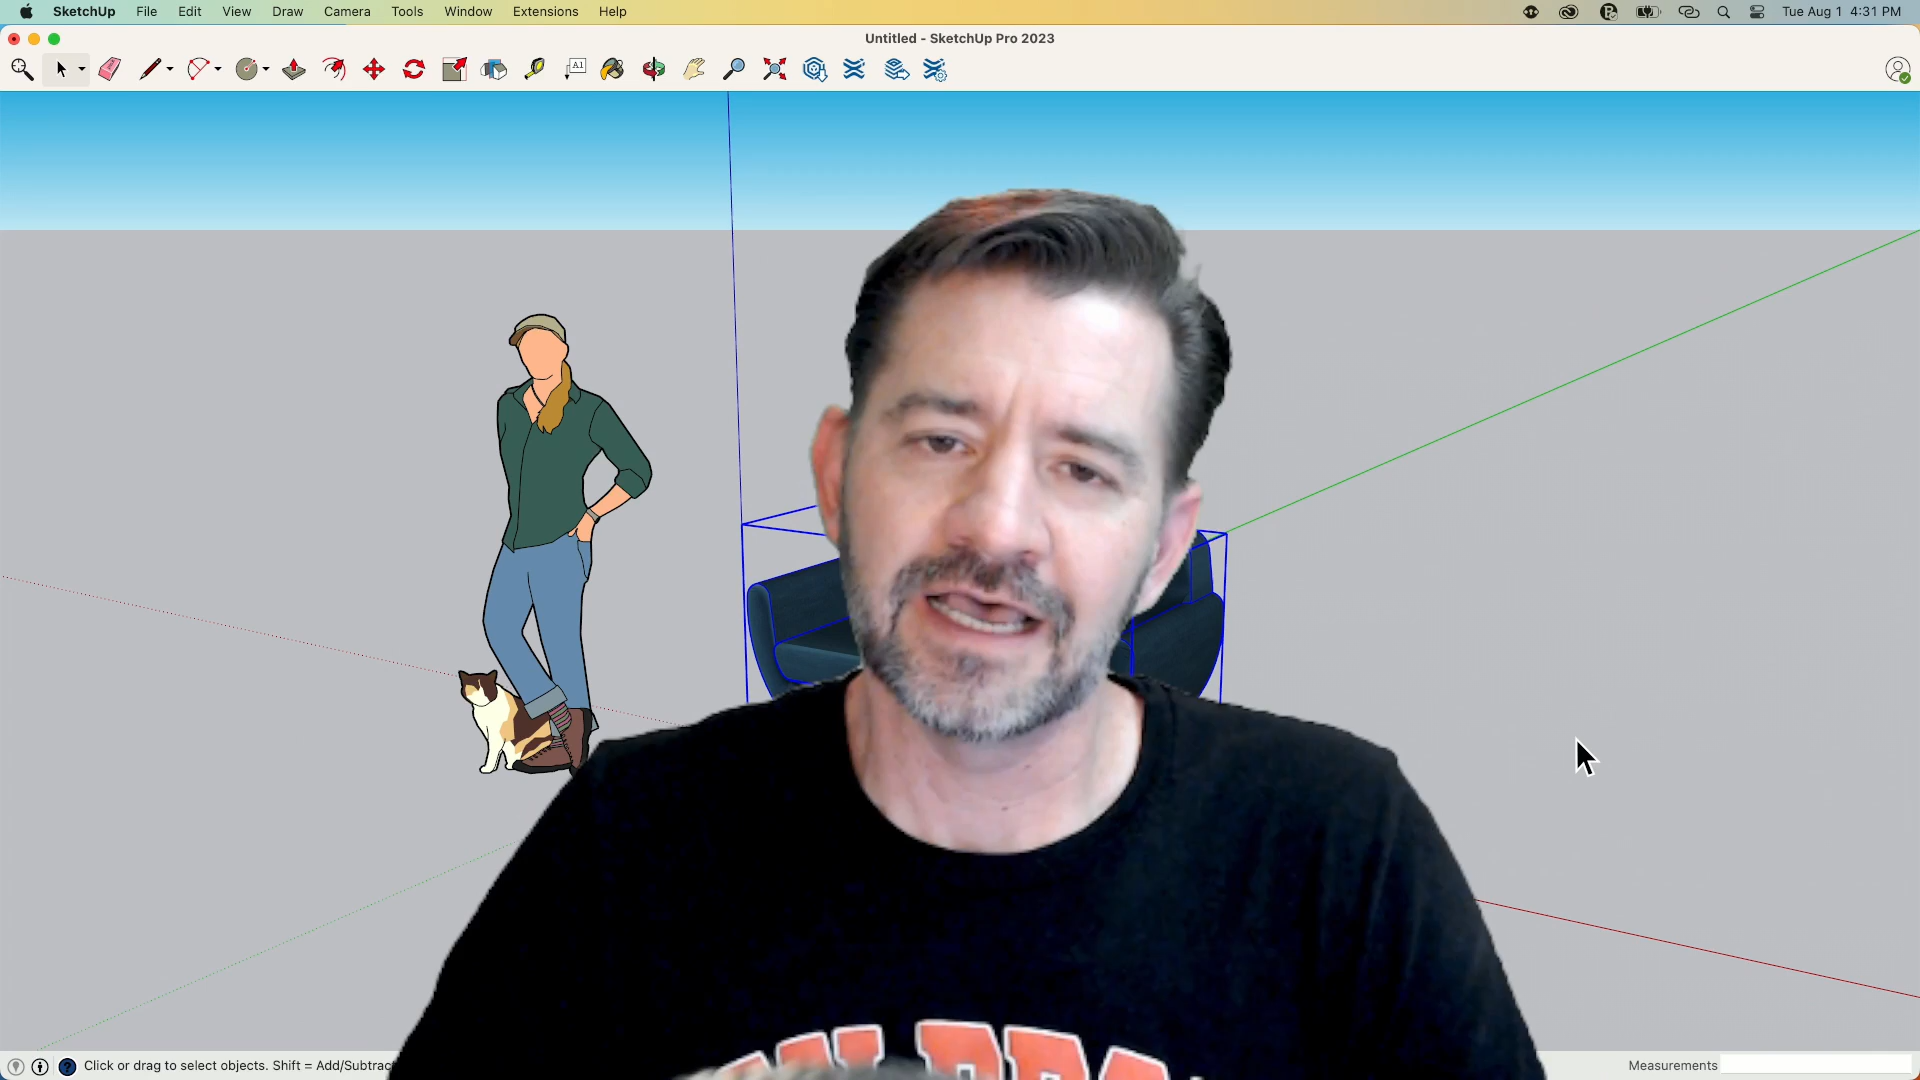 SketchUp File Edit View Draw Camera Tools Window Extensions Help Tue Aug 1 4:31 PM
Untitled - SketchUp Pro 2023
A1
Click or drag to select objects. Shift = Add/Subtrac
Measurements